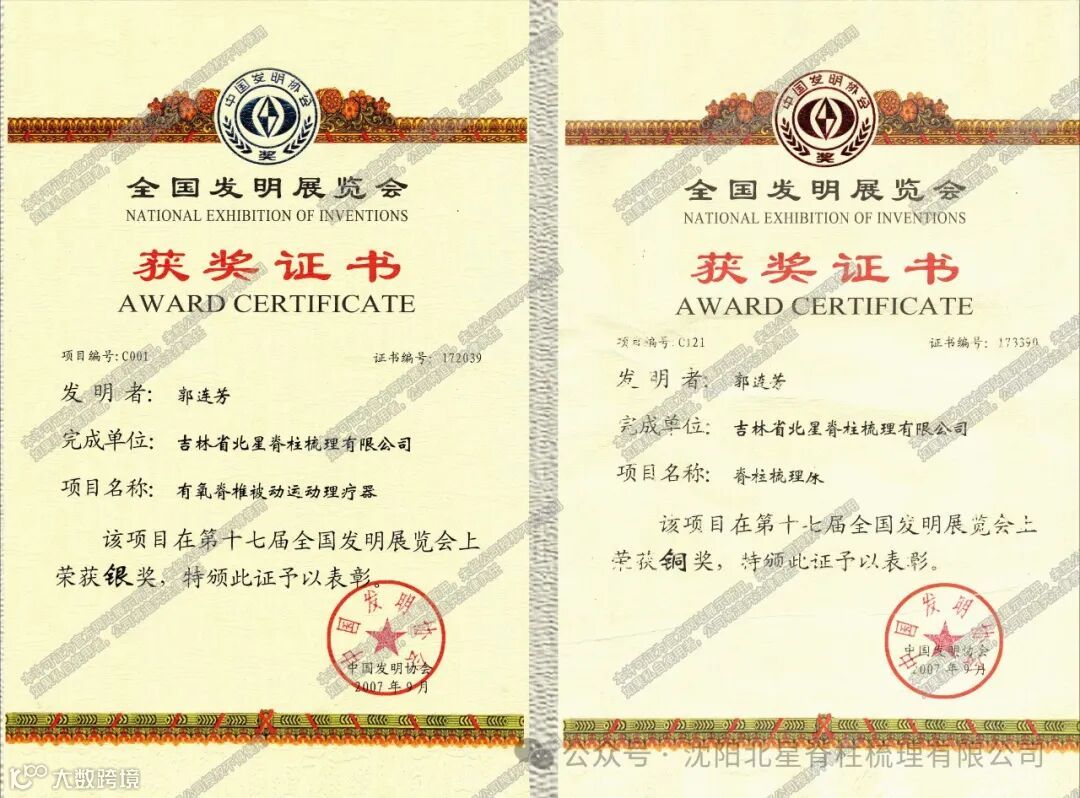 中国发明协会
奖
全国发明展览会
NATIONAL EXHIBITION OF INVENTIONS
获奖证书
AWARD CERTIFICATE
项目编号:C001 证书编号: 172039
发明者: 郭连芳
完成单位: 吉林省北星脊柱梳理有限公司
项目名称: 有氧脊椎被动运动理疗器
该项目在第十七届全国发明展览会上
荣获银奖，特颁此证予以表彰。
中国发明协会
中国发明协会
2007年9月
中国发明协会
奖
全国发明展览会
NATIONAL EXHIBITION OF INVENTIONS
获奖证书
AWARD CERTIFICATE
项目编号:C121 证书编号: 173390
发明者: 郭连芳
完成单位: 吉林省北星脊柱梳理有限公司
项目名称: 脊柱梳理床
该项目在第十七届全国发明展览会上
荣获铜奖，特颁此证予以表彰。
中国发明协会
中国发明协会
2007年9月
公众号·沈阳北星脊柱梳理有限公司
大数跨境